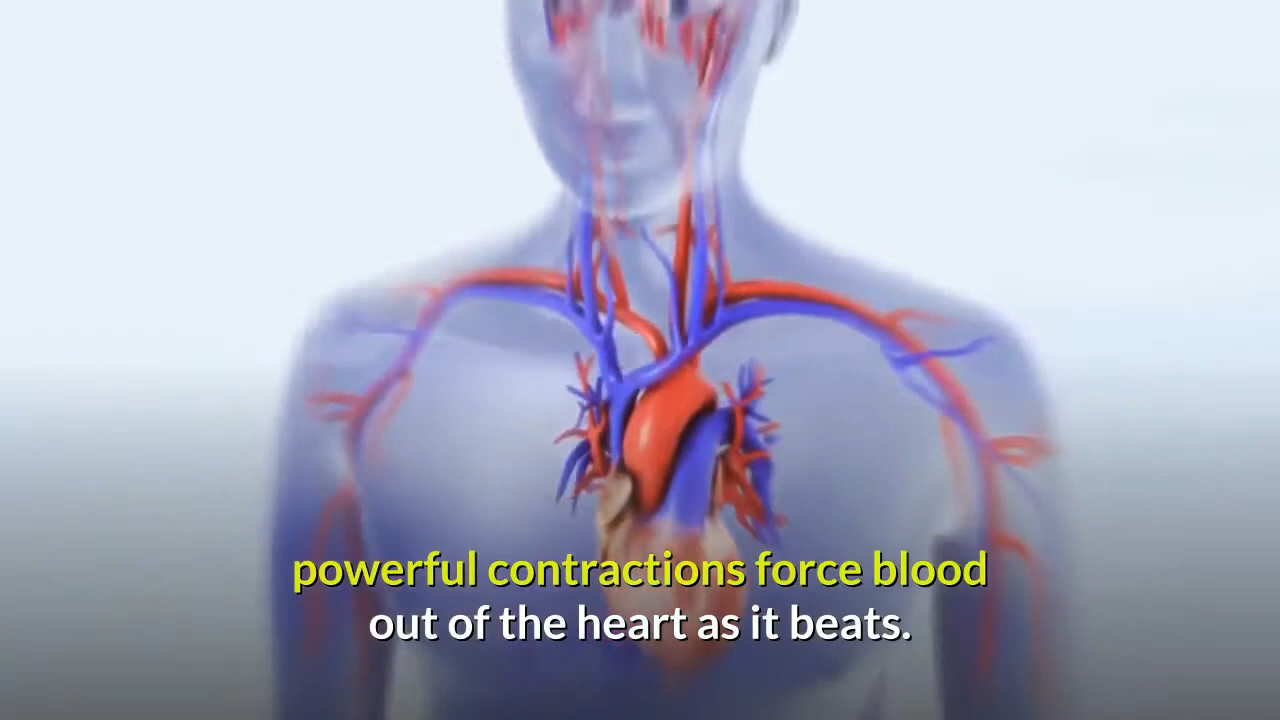 powerful contractions force blood
out of the heart as it beats.